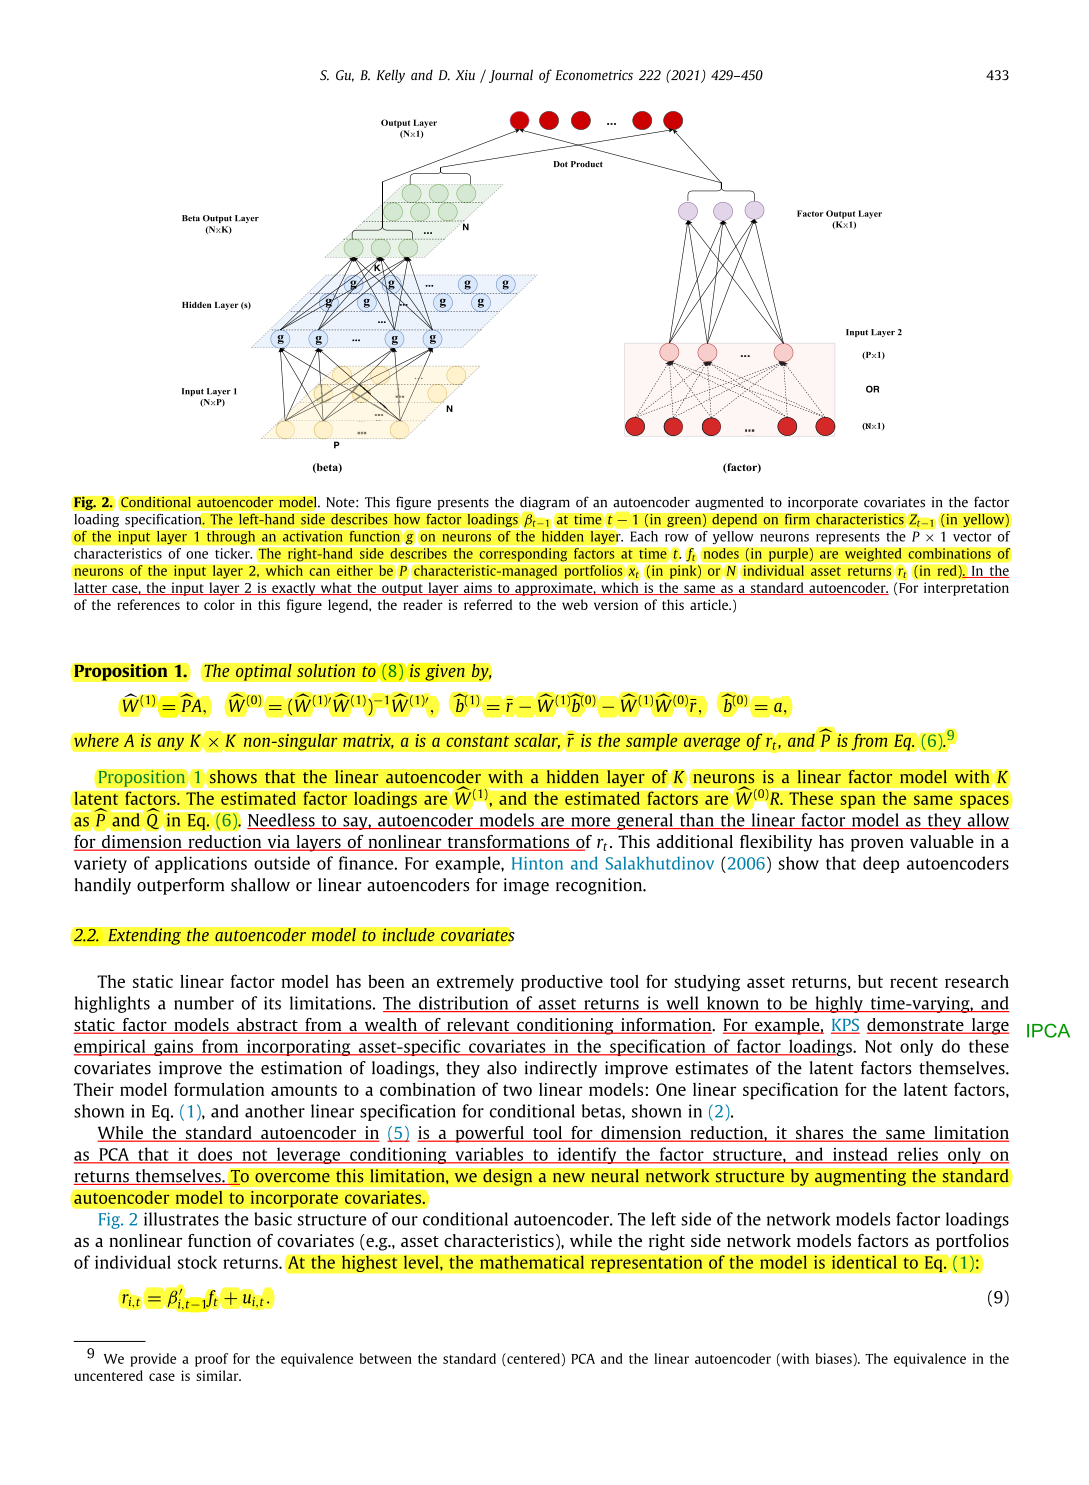 S. Gu, B. Kelly and D. Xiu / Journal of Econometrics 222 (2021) 429–450
433
Output Layer
(N×1)
...
Dot Product
Beta Output Layer
(N×K)
...
N
K
Factor Output Layer
(K×1)
Hidden Layer (s)
g g ... g g
g g ... g g
...
g g ... g g
Input Layer 2
(P×1)
...
OR
(N×1)
...
Input Layer 1
(N×P)
...
...
...
...
N
P
(beta)
(factor)
Fig. 2. Conditional autoencoder model. Note: This figure presents the diagram of an autoencoder augmented to incorporate covariates in the factor
loading specification. The left-hand side describes how factor loadings β_{t−1} at time t − 1 (in green) depend on firm characteristics Z_{t−1} (in yellow)
of the input layer 1 through an activation function g on neurons of the hidden layer. Each row of yellow neurons represents the P × 1 vector of
characteristics of one ticker. The right-hand side describes the corresponding factors at time t. f_t nodes (in purple) are weighted combinations of
neurons of the input layer 2, which can either be P characteristic-managed portfolios x_t (in pink) or N individual asset returns r_t (in red). In the
latter case, the input layer 2 is exactly what the output layer aims to approximate, which is the same as a standard autoencoder. (For interpretation
of the references to color in this figure legend, the reader is referred to the web version of this article.)
Proposition 1. The optimal solution to (8) is given by,
Ŵ^{(1)} = P̂A, Ŵ^{(0)} = (Ŵ^{(1)′}Ŵ^{(1)})^{−1}Ŵ^{(1)′}, b̂^{(1)} = r̄ − Ŵ^{(1)}b̂^{(0)} − Ŵ^{(1)}Ŵ^{(0)}r̄, b̂^{(0)} = a,
where A is any K × K non-singular matrix, a is a constant scalar, r̄ is the sample average of r_t, and P̂ is from Eq. (6).⁹
Proposition 1 shows that the linear autoencoder with a hidden layer of K neurons is a linear factor model with K
latent factors. The estimated factor loadings are Ŵ^{(1)}, and the estimated factors are Ŵ^{(0)}R. These span the same spaces
as P̂ and Q̂ in Eq. (6). Needless to say, autoencoder models are more general than the linear factor model as they allow
for dimension reduction via layers of nonlinear transformations of r_t. This additional flexibility has proven valuable in a
variety of applications outside of finance. For example, Hinton and Salakhutdinov (2006) show that deep autoencoders
handily outperform shallow or linear autoencoders for image recognition.
2.2. Extending the autoencoder model to include covariates
The static linear factor model has been an extremely productive tool for studying asset returns, but recent research
highlights a number of its limitations. The distribution of asset returns is well known to be highly time-varying, and
static factor models abstract from a wealth of relevant conditioning information. For example, KPS demonstrate large
IPCA
empirical gains from incorporating asset-specific covariates in the specification of factor loadings. Not only do these
covariates improve the estimation of loadings, they also indirectly improve estimates of the latent factors themselves.
Their model formulation amounts to a combination of two linear models: One linear specification for the latent factors,
shown in Eq. (1), and another linear specification for conditional betas, shown in (2).
While the standard autoencoder in (5) is a powerful tool for dimension reduction, it shares the same limitation
as PCA that it does not leverage conditioning variables to identify the factor structure, and instead relies only on
returns themselves. To overcome this limitation, we design a new neural network structure by augmenting the standard
autoencoder model to incorporate covariates.
Fig. 2 illustrates the basic structure of our conditional autoencoder. The left side of the network models factor loadings
as a nonlinear function of covariates (e.g., asset characteristics), while the right side network models factors as portfolios
of individual stock returns. At the highest level, the mathematical representation of the model is identical to Eq. (1):
r_{i,t} = β′_{i,t−1}f_t + u_{i,t}. (9)
9 We provide a proof for the equivalence between the standard (centered) PCA and the linear autoencoder (with biases). The equivalence in the
uncentered case is similar.